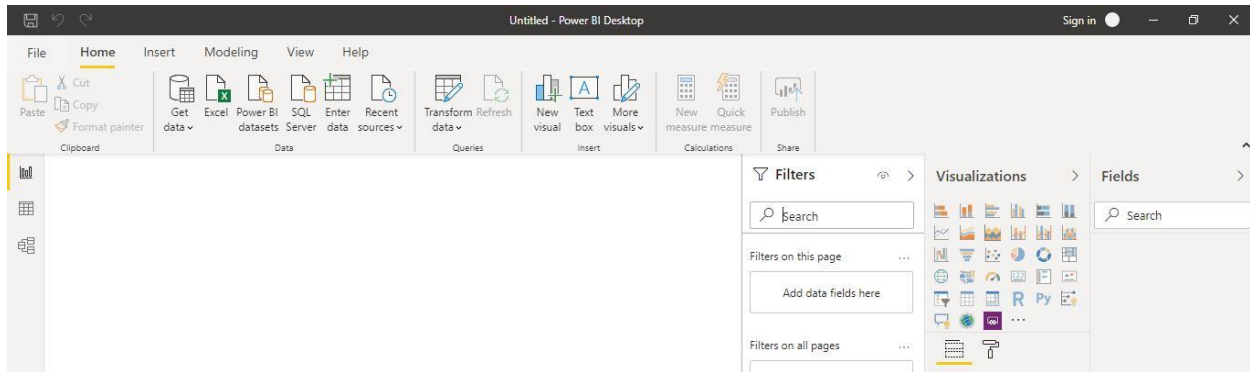 Untitled - Power BI Desktop
Sign in
File Home Insert Modeling View Help
Paste
Cut
Copy
Format painter
Clipboard
Get data
Excel
Power BI datasets
SQL Server
Enter data
Recent sources
Data
Transform data
Refresh
Queries
New visual
A
Text box
More visuals
Insert
New measure
Quick measure
Calculations
Publish
Share
Filters
Search
Filters on this page
...
Add data fields here
Filters on all pages
...
Visualizations
123
R Py
...
Fields
Search